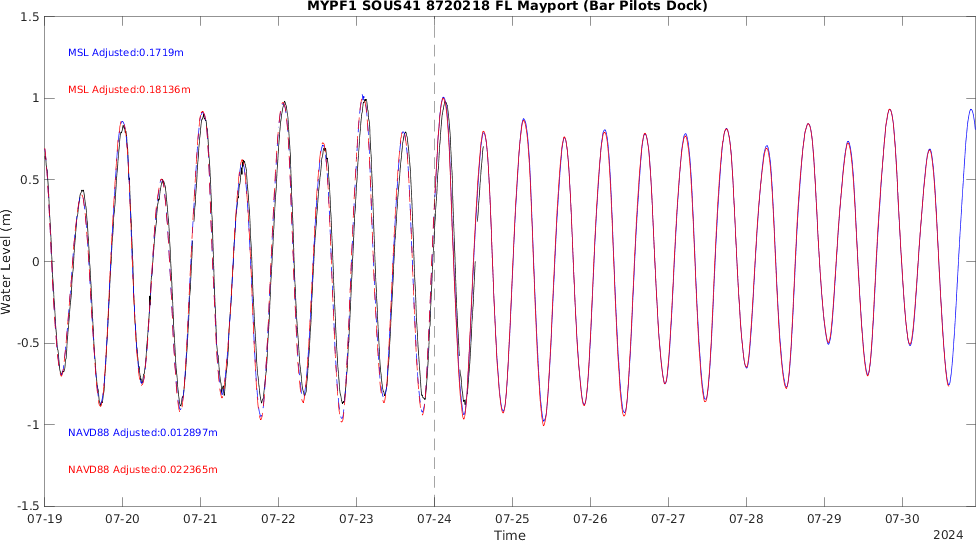 MYPF1 SOUS41 8720218 FL Mayport (Bar Pilots Dock)
1.5
MSL Adjusted:0.1719m
MSL Adjusted:0.18136m
1
0.5
0
-0.5
-1
-1.5
Water Level (m)
NAVD88 Adjusted:0.012897m
NAVD88 Adjusted:0.022365m
07-19 07-20 07-21 07-22 07-23 07-24 07-25 07-26 07-27 07-28 07-29 07-30
Time
2024